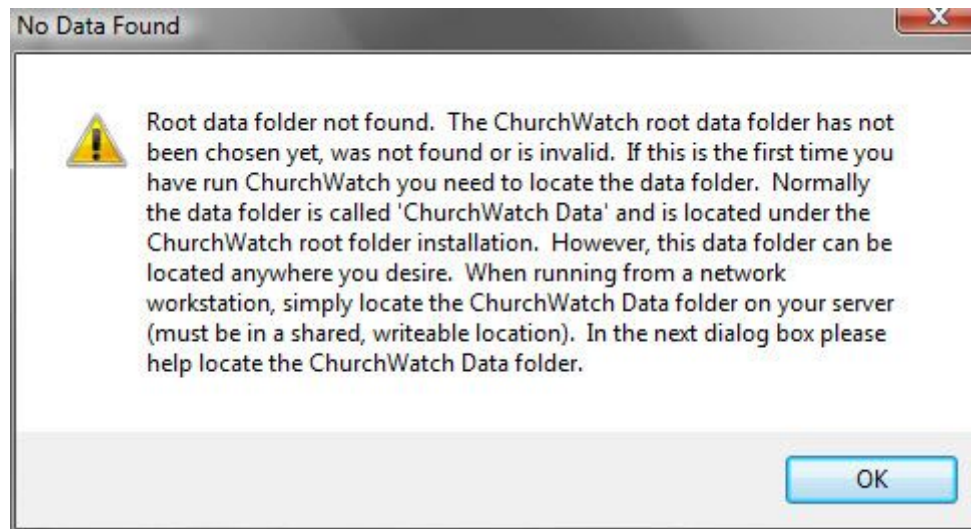 No Data Found
Root data folder not found.  The ChurchWatch root data folder has not
been chosen yet, was not found or is invalid.  If this is the first time you
have run ChurchWatch you need to locate the data folder.  Normally
the data folder is called 'ChurchWatch Data' and is located under the
ChurchWatch root folder installation.  However, this data folder can be
located anywhere you desire.  When running from a network
workstation, simply locate the ChurchWatch Data folder on your server
(must be in a shared, writeable location).  In the next dialog box please
help locate the ChurchWatch Data folder.
OK